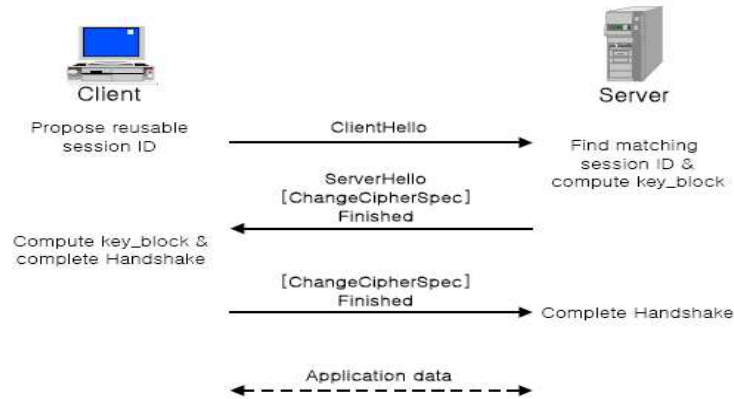 Client
Server
Propose reusable
session ID
ClientHello
Find matching
session ID &
compute key_block
ServerHello
[ChangeCipherSpec]
Finished
Compute key_block &
complete Handshake
[ChangeCipherSpec]
Finished
Complete Handshake
Application data